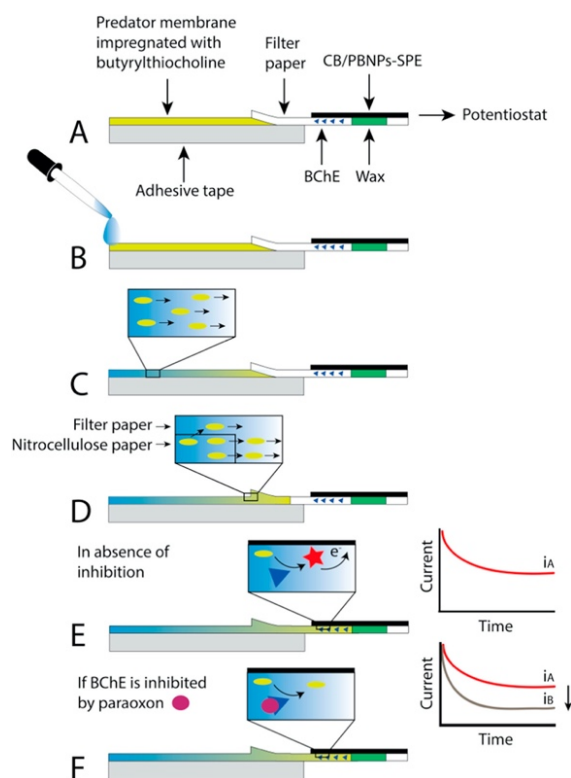 Predator membrane
impregnated with
butyrylthiocholine
Filter
paper
CB/PBNPs-SPE
Potentiostat
A
BChE
Wax
Adhesive tape
B
C
Filter paper
Nitrocellulose paper
D
In absence of
inhibition
e-
Current
iA
Time
E
If BChE is inhibited
by paraoxon
Current
iA
iB
Time
F